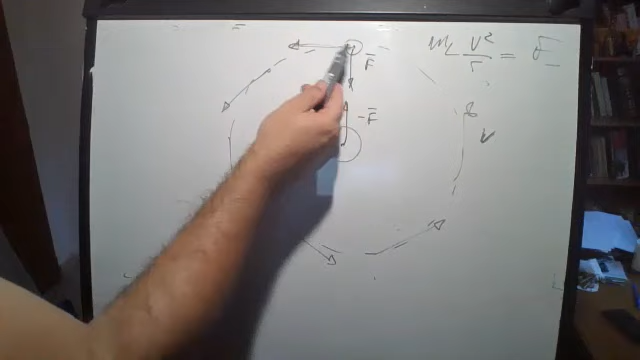 m v²/r = F
F̅
-F̅
v